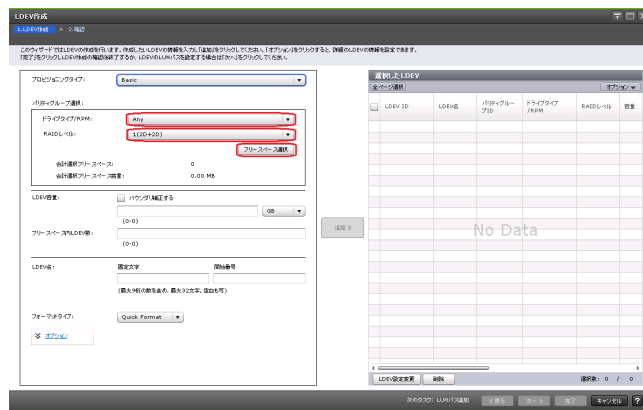 LDEV作成
1.LDEV作成 > 2.確認
このウィザードではLDEVの作成を行います。作成したいLDEVの情報を入力し「追加」をクリックしてください。「オプション」をクリックすると、詳細のLDEVの情報を設定できます。
「完了」をクリックしLDEV作成の確認後終了するか、LDEVのLUNパスを設定する場合は「次へ」をクリックしてください。
プロビジョニングタイプ: Basic
パリティグループ選択:
ドライブタイプ/RPM: Any
RAIDレベル: 1(2D+2D)
フリースペース選択
合計選択フリースペース: 0
合計選択フリースペース容量: 0.00 MB
LDEV容量: バウンダリ補正する
GB
(0-0)
フリースペース内LDEV数:
(0-0)
LDEV名: 固定文字 開始番号
(最大9桁の数を含め、最大32文字、空白も可)
フォーマットタイプ: Quick Format
オプション
追加
選択したLDEV
全ページ選択 オプション
LDEV ID LDEV名 パリティグループID ドライブタイプ/RPM RAIDレベル 容量
No Data
LDEV設定変更 削除 選択数: 0 / 0
次のタスク: LUNパス追加 戻る 次へ 完了 キャンセル ?